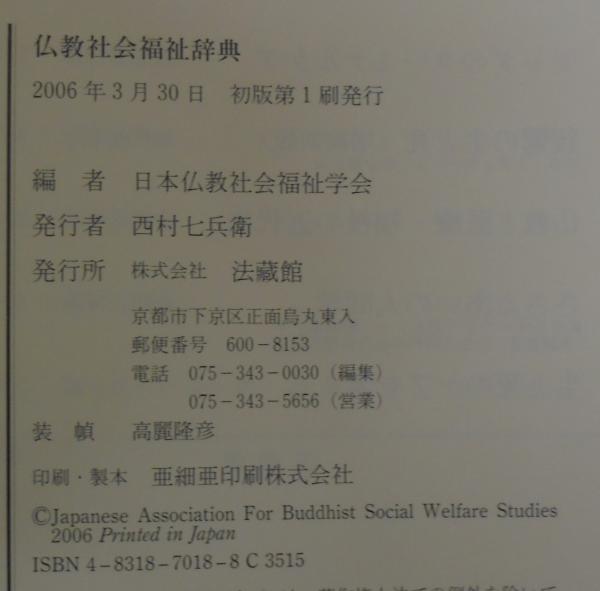 仏教社会福祉辞典
2006年3月30日 初版第1刷発行
編 者 日本仏教社会福祉学会
発行者 西村七兵衛
発行所 株式会社 法藏館
京都市下京区正面烏丸東入
郵便番号 600-8153
電話 075-343-0030(編集)
075-343-5656(営業)
装 幀 高麗隆彦
印刷・製本 亜細亜印刷株式会社
©Japanese Association For Buddhist Social Welfare Studies
2006 Printed in Japan
ISBN 4-8318-7018-8 C 3515